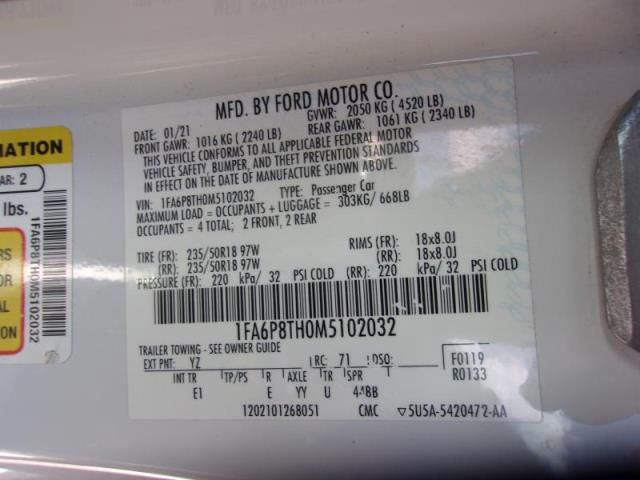 MFD. BY FORD MOTOR CO.
DATE: 01/21 GVWR: 2050 KG ( 4520 LB)
FRONT GAWR: 1016 KG ( 2240 LB) REAR GAWR: 1061 KG ( 2340 LB)
THIS VEHICLE CONFORMS TO ALL APPLICABLE FEDERAL MOTOR
VEHICLE SAFETY, BUMPER, AND THEFT PREVENTION STANDARDS
IN EFFECT ON THE DATE OF MANUFACTURE SHOWN ABOVE.
VIN: 1FA6P8TH0M5102032 TYPE: Passenger Car
MAXIMUM LOAD = OCCUPANTS + LUGGAGE = 303KG/ 668LB
OCCUPANTS = 4 TOTAL; 2 FRONT, 2 REAR
TIRE (FR): 235/50R18 97W RIMS (FR): 18x8.0J
(RR): 235/50R18 97W (RR): 18x8.0J
PRESSURE (FR): 220 kPa/ 32 PSI COLD (RR): 220 kPa/ 32 PSI COLD
1FA6P8TH0M5102032
TRAILER TOWING - SEE OWNER GUIDE
EXT PNT: YZ RC: 71 DSO: F0119
R0133
INT TR TP/PS R AXLE TR SPR
E1 E YY U 44BB
1202101268051 CMC ▽5U5A-5420472-AA
MATION
AR: 2
lbs.
1FA6P8TH0M5102032
ERS
OR
AL